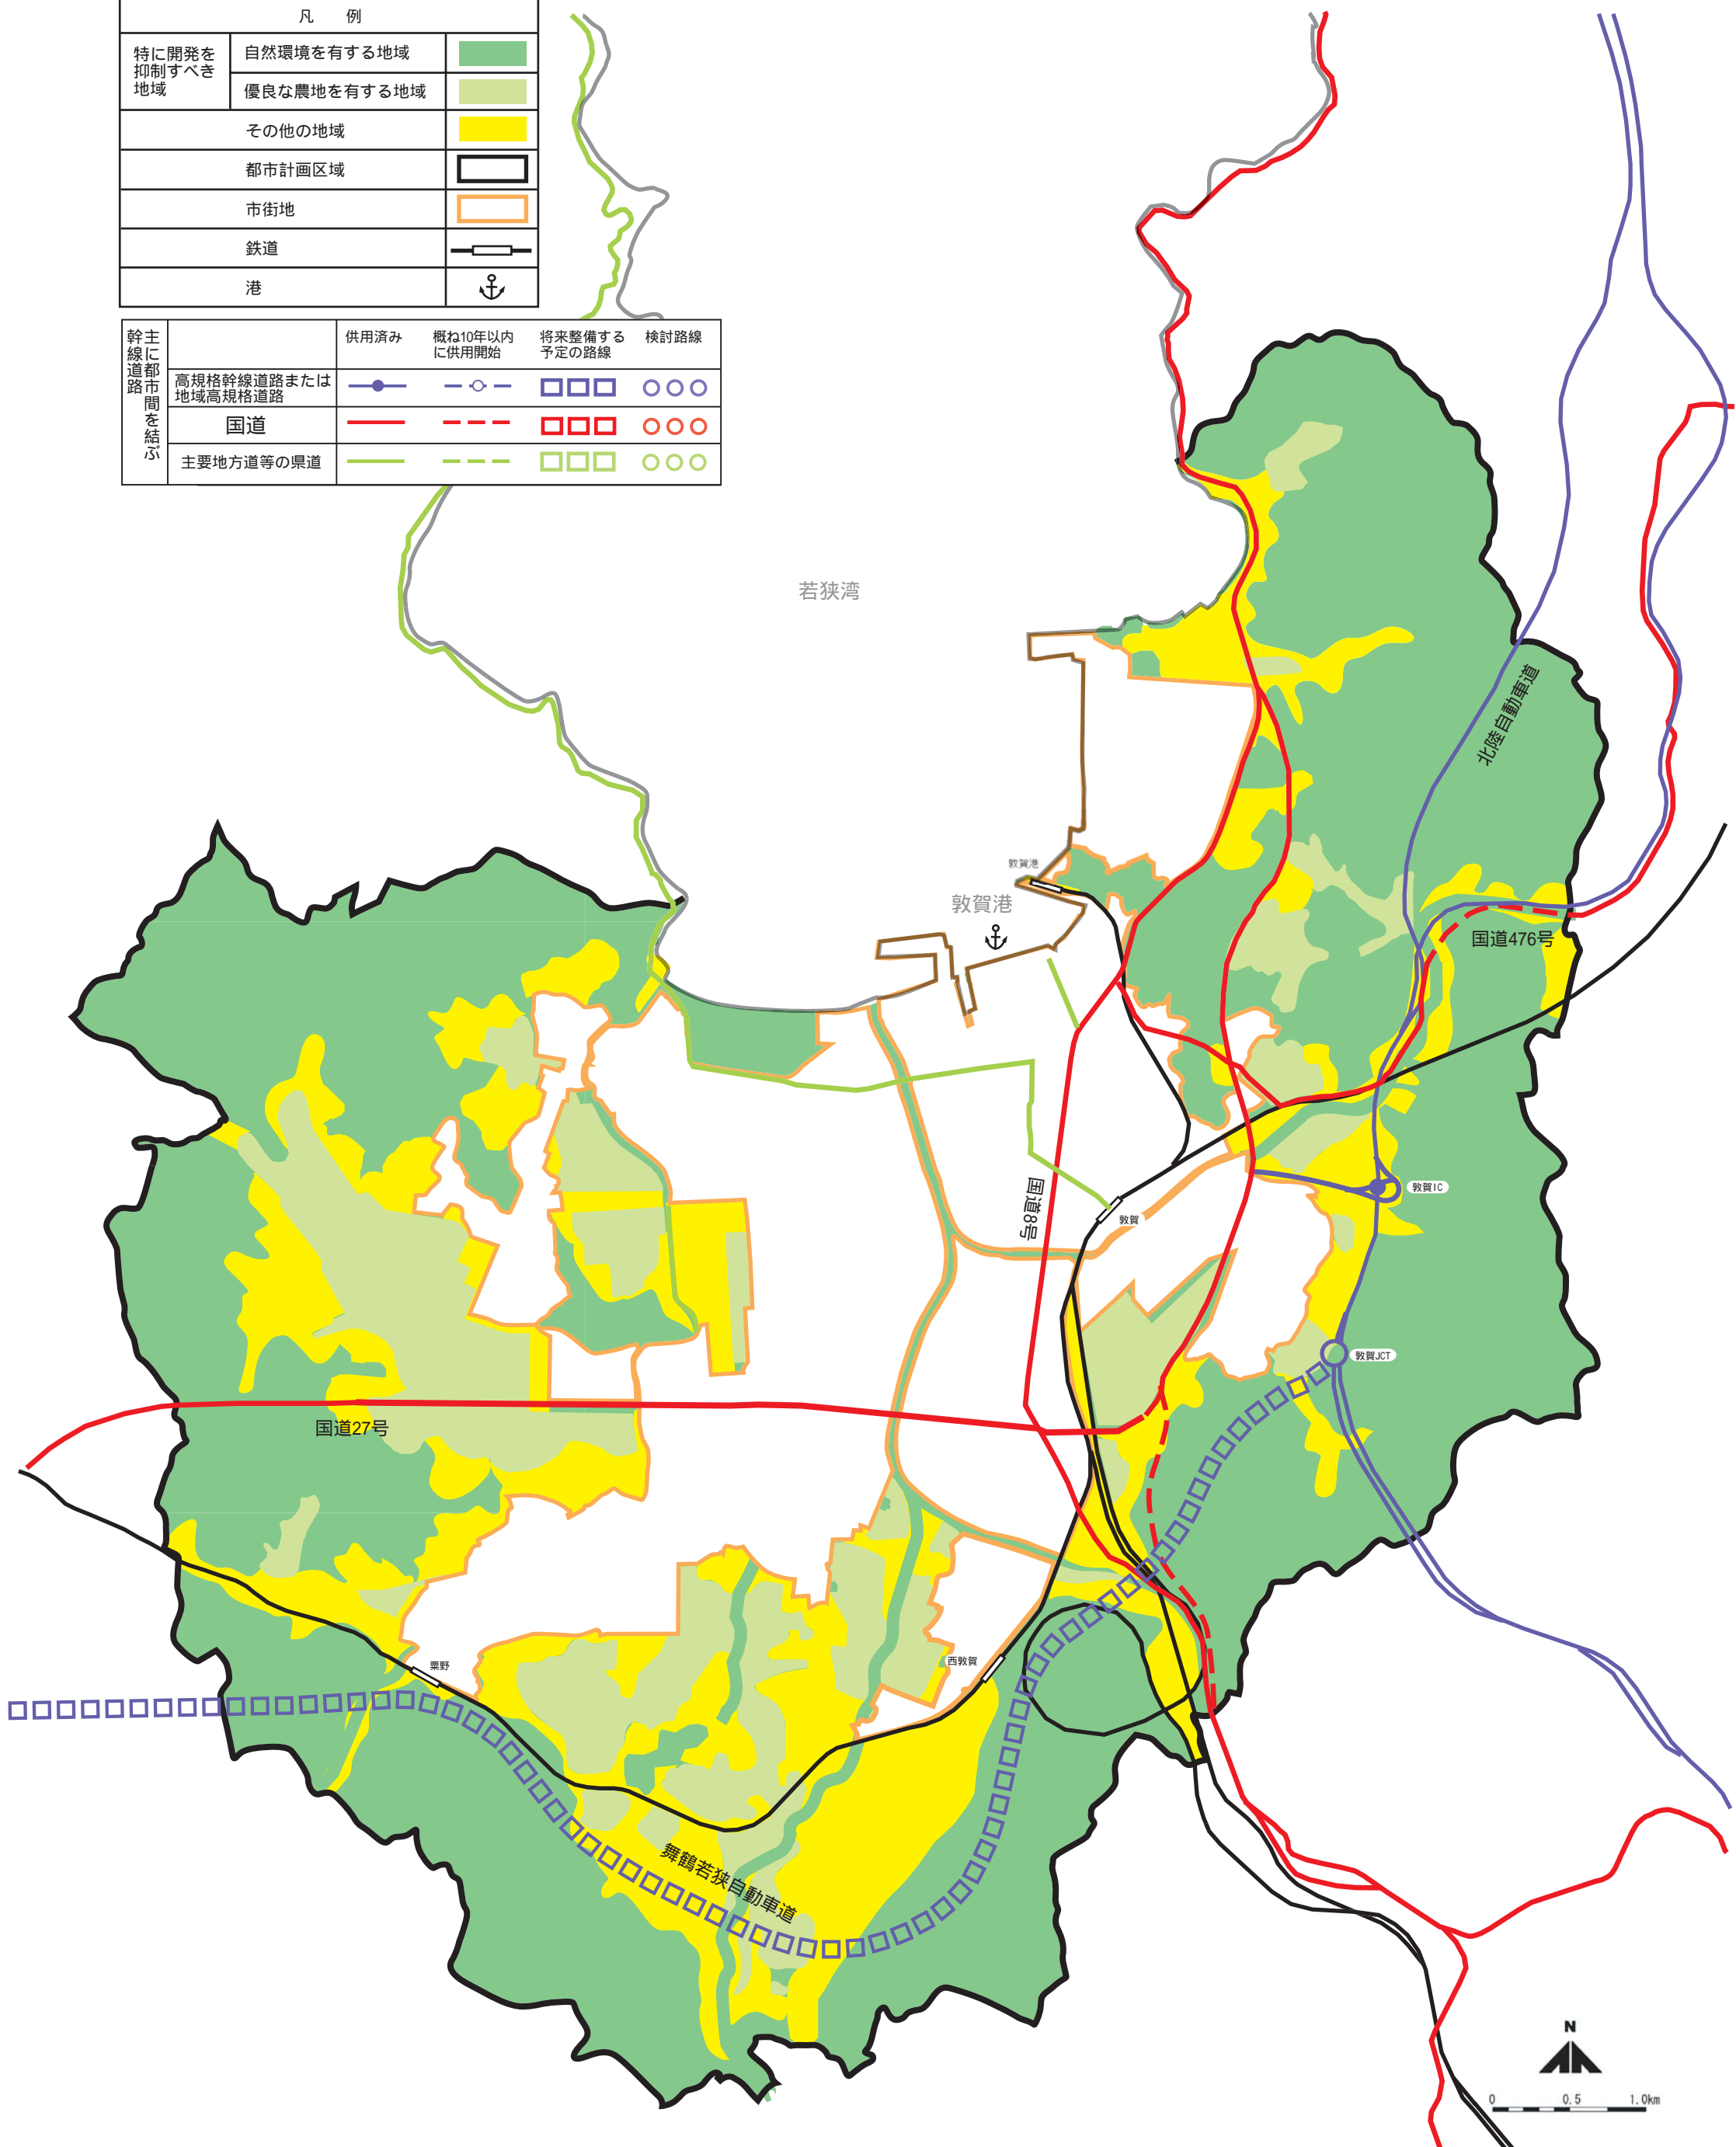 凡 例
特に開発を
抑制すべき
地域
自然環境を有する地域
優良な農地を有する地域
その他の地域
都市計画区域
市街地
鉄道
港
主に都市間を結ぶ
幹線道路
供用済み
概ね10年以内
に供用開始
将来整備する
予定の路線
検討路線
高規格幹線道路または
地域高規格道路
国道
主要地方道等の県道
若狭湾
北陸自動車道
敦賀港
敦賀港
国道476号
敦賀IC
国道8号
敦賀
敦賀JCT
国道27号
粟野
西敦賀
舞鶴若狭自動車道
N
0 0.5 1.0km